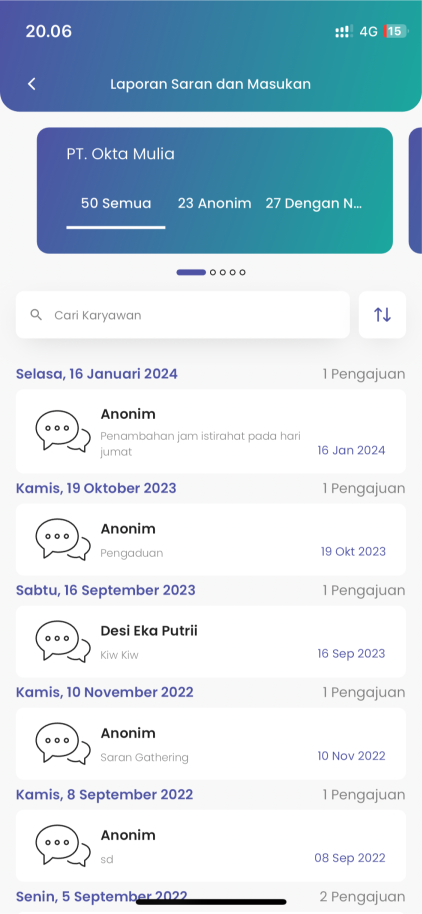 20.06
4G 15
Laporan Saran dan Masukan
PT. Okta Mulia
50 Semua 23 Anonim 27 Dengan N...
Cari Karyawan
Selasa, 16 Januari 2024 1 Pengajuan
Anonim
Penambahan jam istirahat pada hari
jumat
16 Jan 2024
Kamis, 19 Oktober 2023 1 Pengajuan
Anonim
Pengaduan
19 Okt 2023
Sabtu, 16 September 2023 1 Pengajuan
Desi Eka Putrii
Kiw Kiw
16 Sep 2023
Kamis, 10 November 2022 1 Pengajuan
Anonim
Saran Gathering
10 Nov 2022
Kamis, 8 September 2022 1 Pengajuan
Anonim
sd
08 Sep 2022
Senin, 5 September 2022 2 Pengajuan